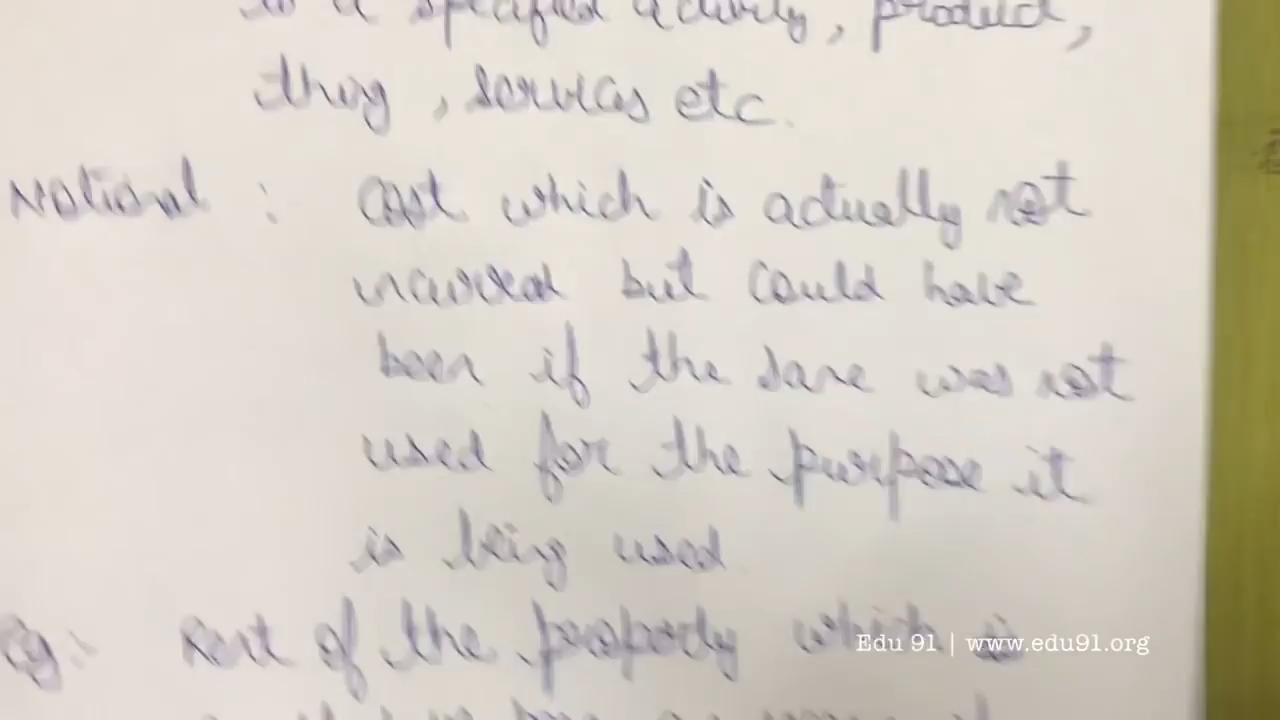 is a specified activity, product,
thing, services etc.
Notional : Cost which is actually not
incurred but could have
been if the same was not
used for the purpose it
is being used
Eg:- Rent of the property which is
Edu 91 | www.edu91.org